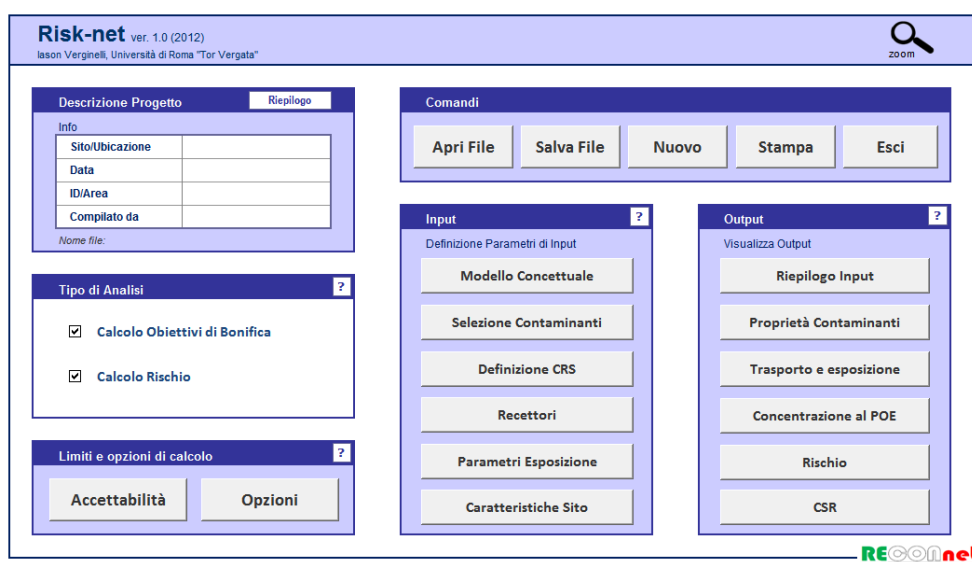 Risk-net ver. 1.0 (2012)
Iason Verginelli, Università di Roma "Tor Vergata"
zoom
Descrizione Progetto
Riepilogo
Info
Sito/Ubicazione
Data
ID/Area
Compilato da
Nome file:
Tipo di Analisi
?
Calcolo Obiettivi di Bonifica
Calcolo Rischio
Limiti e opzioni di calcolo
?
Accettabilità
Opzioni
Comandi
Apri File
Salva File
Nuovo
Stampa
Esci
Input
?
Definizione Parametri di Input
Modello Concettuale
Selezione Contaminanti
Definizione CRS
Recettori
Parametri Esposizione
Caratteristiche Sito
Output
?
Visualizza Output
Riepilogo Input
Proprietà Contaminanti
Trasporto e esposizione
Concentrazione al POE
Rischio
CSR
RECONnet